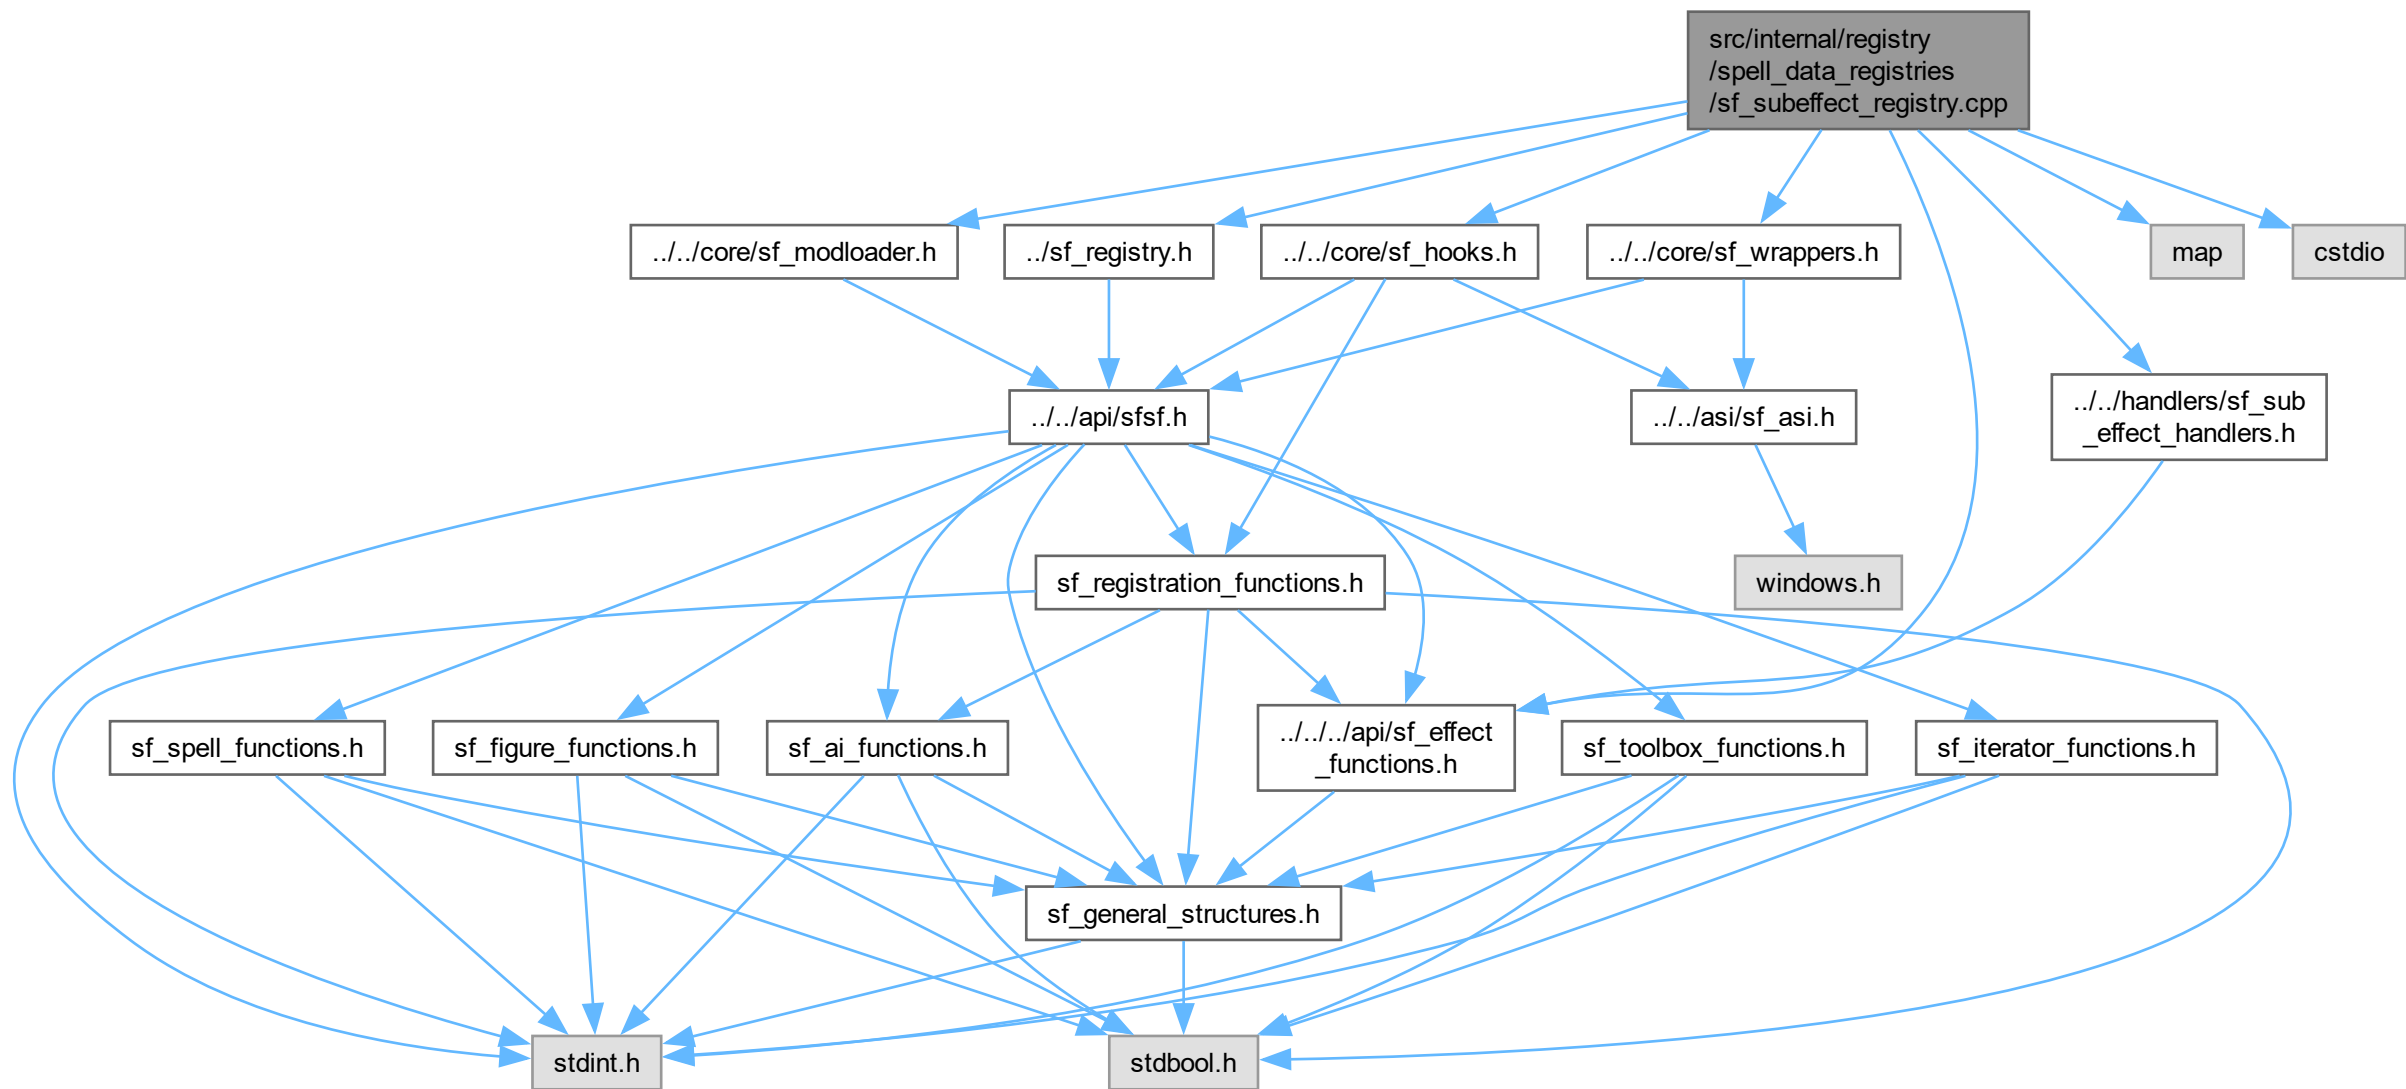 src/internal/registry
/spell_data_registries
/sf_subeffect_registry.cpp
../../core/sf_modloader.h
../sf_registry.h
../../core/sf_hooks.h
../../core/sf_wrappers.h
map
cstdio
../../api/sfsf.h
../../asi/sf_asi.h
../../handlers/sf_sub
_effect_handlers.h
sf_registration_functions.h
windows.h
sf_spell_functions.h
sf_figure_functions.h
sf_ai_functions.h
../../../api/sf_effect
_functions.h
sf_toolbox_functions.h
sf_iterator_functions.h
sf_general_structures.h
stdint.h
stdbool.h